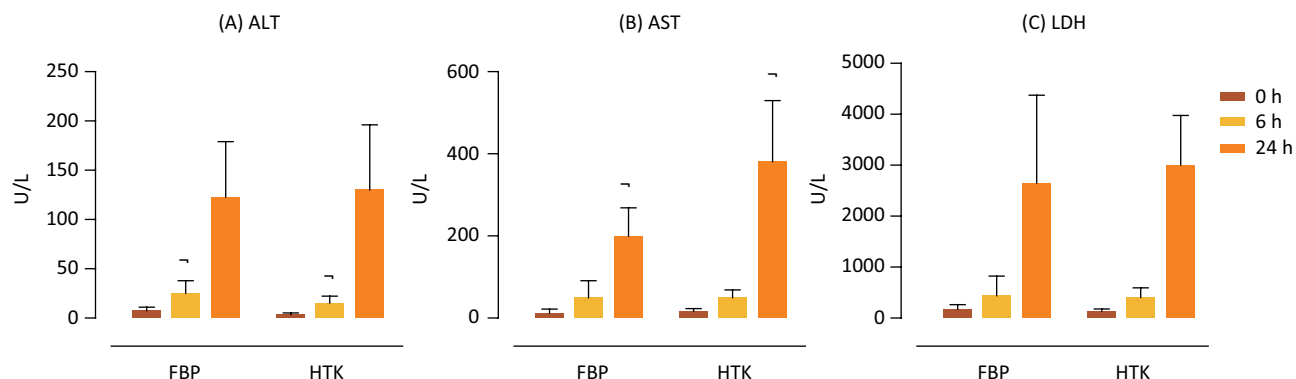 (A) ALT
(B) AST
(C) LDH
U/L
250
200
150
100
50
0
FBP
HTK
U/L
600
400
200
0
FBP
HTK
U/L
5000
4000
3000
2000
1000
0
FBP
HTK
0 h
6 h
24 h